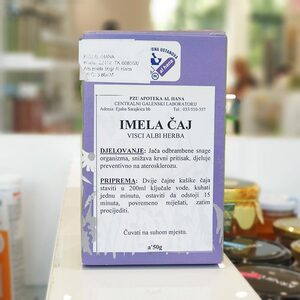 PZU APOTEKA AL HANA
CENTRALNI GALENSKI LABORATORIJ
IMELA ČAJ
VISCI ALBI HERBA
DJELOVANJE: Jača odbrambene snage
organizma, snižava krvni pritisak, djeluje
preventivno na aterosklerozu.
PRIPREMA: Dvije čajne kašike čaja
staviti u 200ml ključale vode, kuhati
jednu minutu, ostaviti da odstoji 15
minuta, povremeno miješati, zatim
procijediti.
Čuvati na suhom mjestu.
a'50g